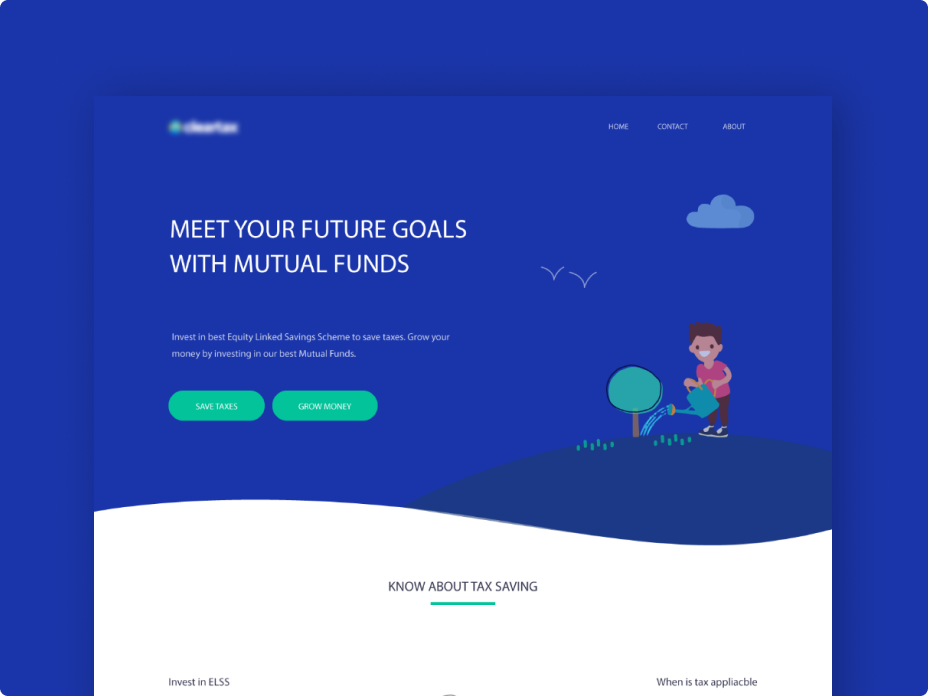 cleartax
HOME CONTACT ABOUT
MEET YOUR FUTURE GOALS
WITH MUTUAL FUNDS
Invest in best Equity Linked Savings Scheme to save taxes. Grow your
money by investing in our best Mutual Funds.
SAVE TAXES GROW MONEY
KNOW ABOUT TAX SAVING
Invest in ELSS When is tax appliacble